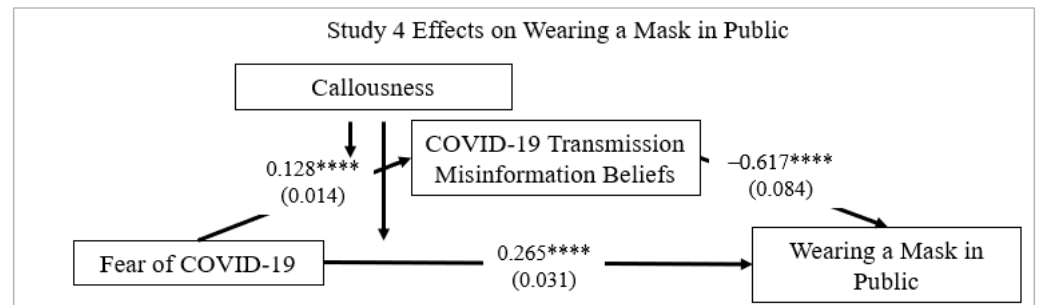 Study 4 Effects on Wearing a Mask in Public
Callousness
COVID-19 Transmission
Misinformation Beliefs
0.128****
(0.014)
–0.617****
(0.084)
Fear of COVID-19
0.265****
(0.031)
Wearing a Mask in
Public